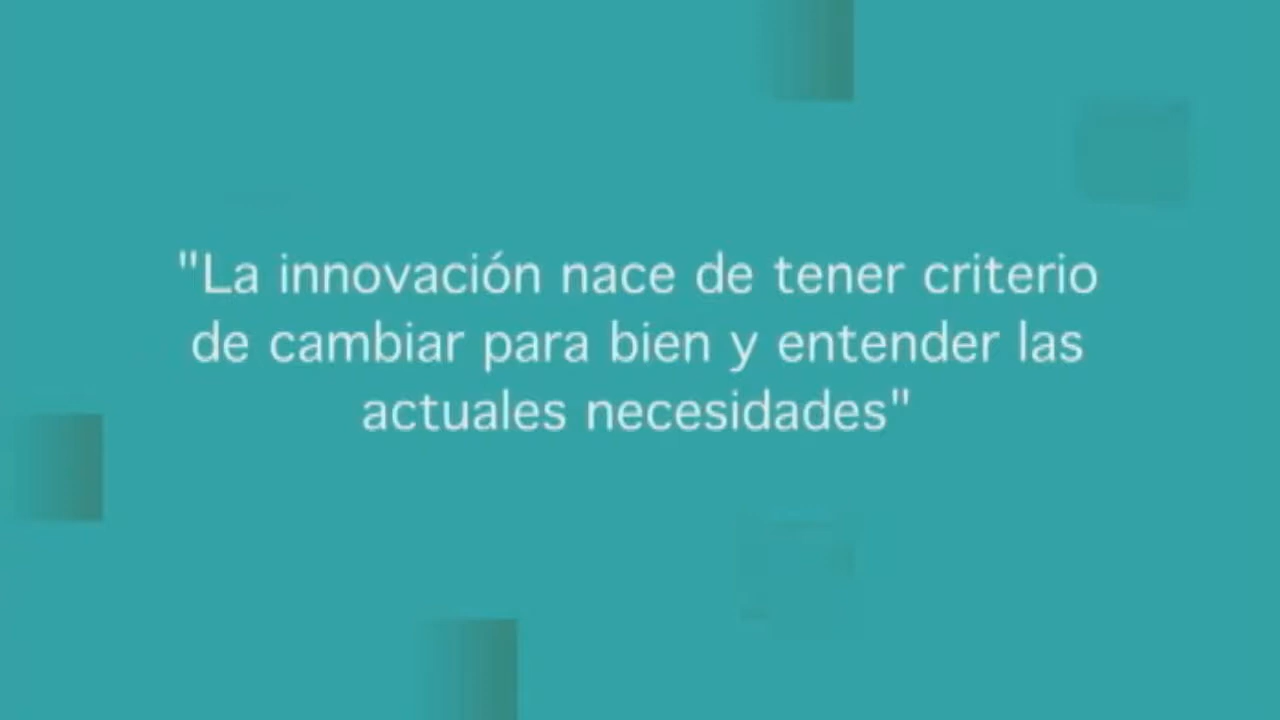 "La innovación nace de tener criterio
de cambiar para bien y entender las
actuales necesidades"